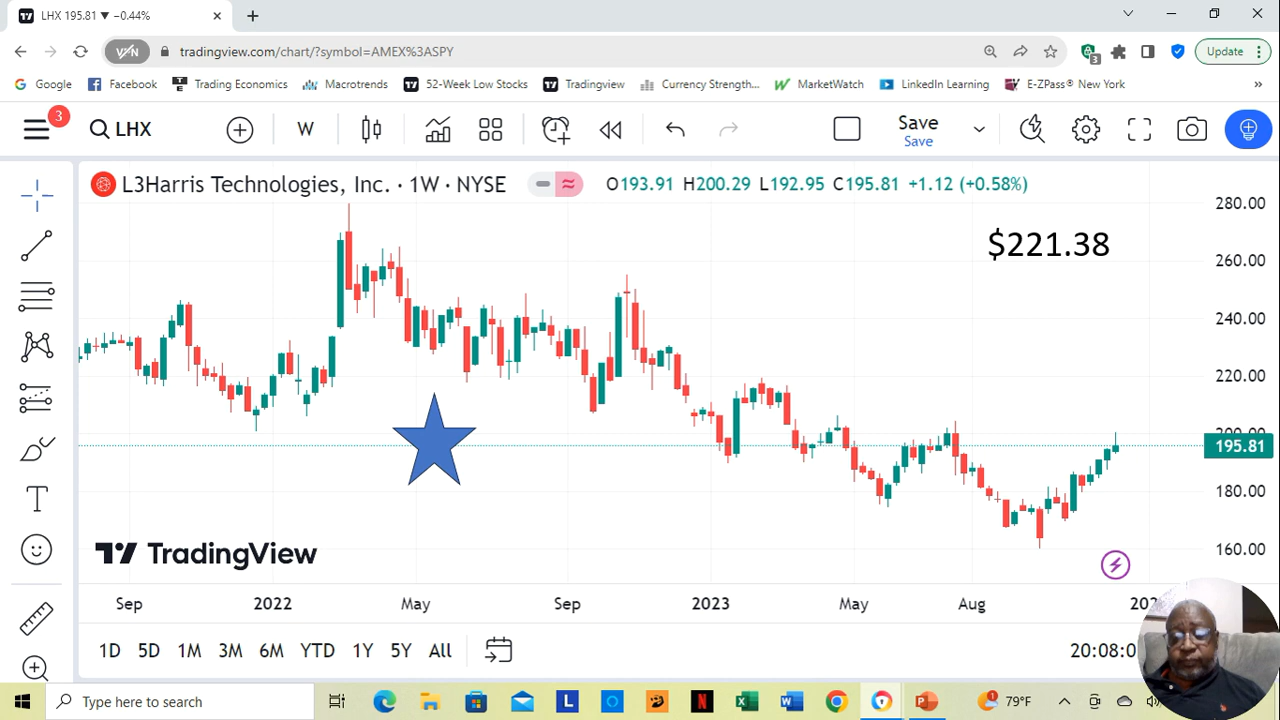 LHX 195.81 ▼ −0.44%
tradingview.com/chart/?symbol=AMEX%3ASPY
3
Update
Google
Facebook
Trading Economics
Macrotrends
52-Week Low Stocks
Tradingview
Currency Strength...
MarketWatch
LinkedIn Learning
E-ZPass® New York
»
3
LHX
W
Save
Save
L3Harris Technologies, Inc. · 1W · NYSE
O193.91 H200.29 L192.95 C195.81 +1.12 (+0.58%)
$221.38
280.00
260.00
240.00
220.00
200.00
195.81
180.00
160.00
T
TradingView
Sep
2022
May
Sep
2023
May
Aug
1D 5D 1M 3M 6M YTD 1Y 5Y All
Type here to search
79°F